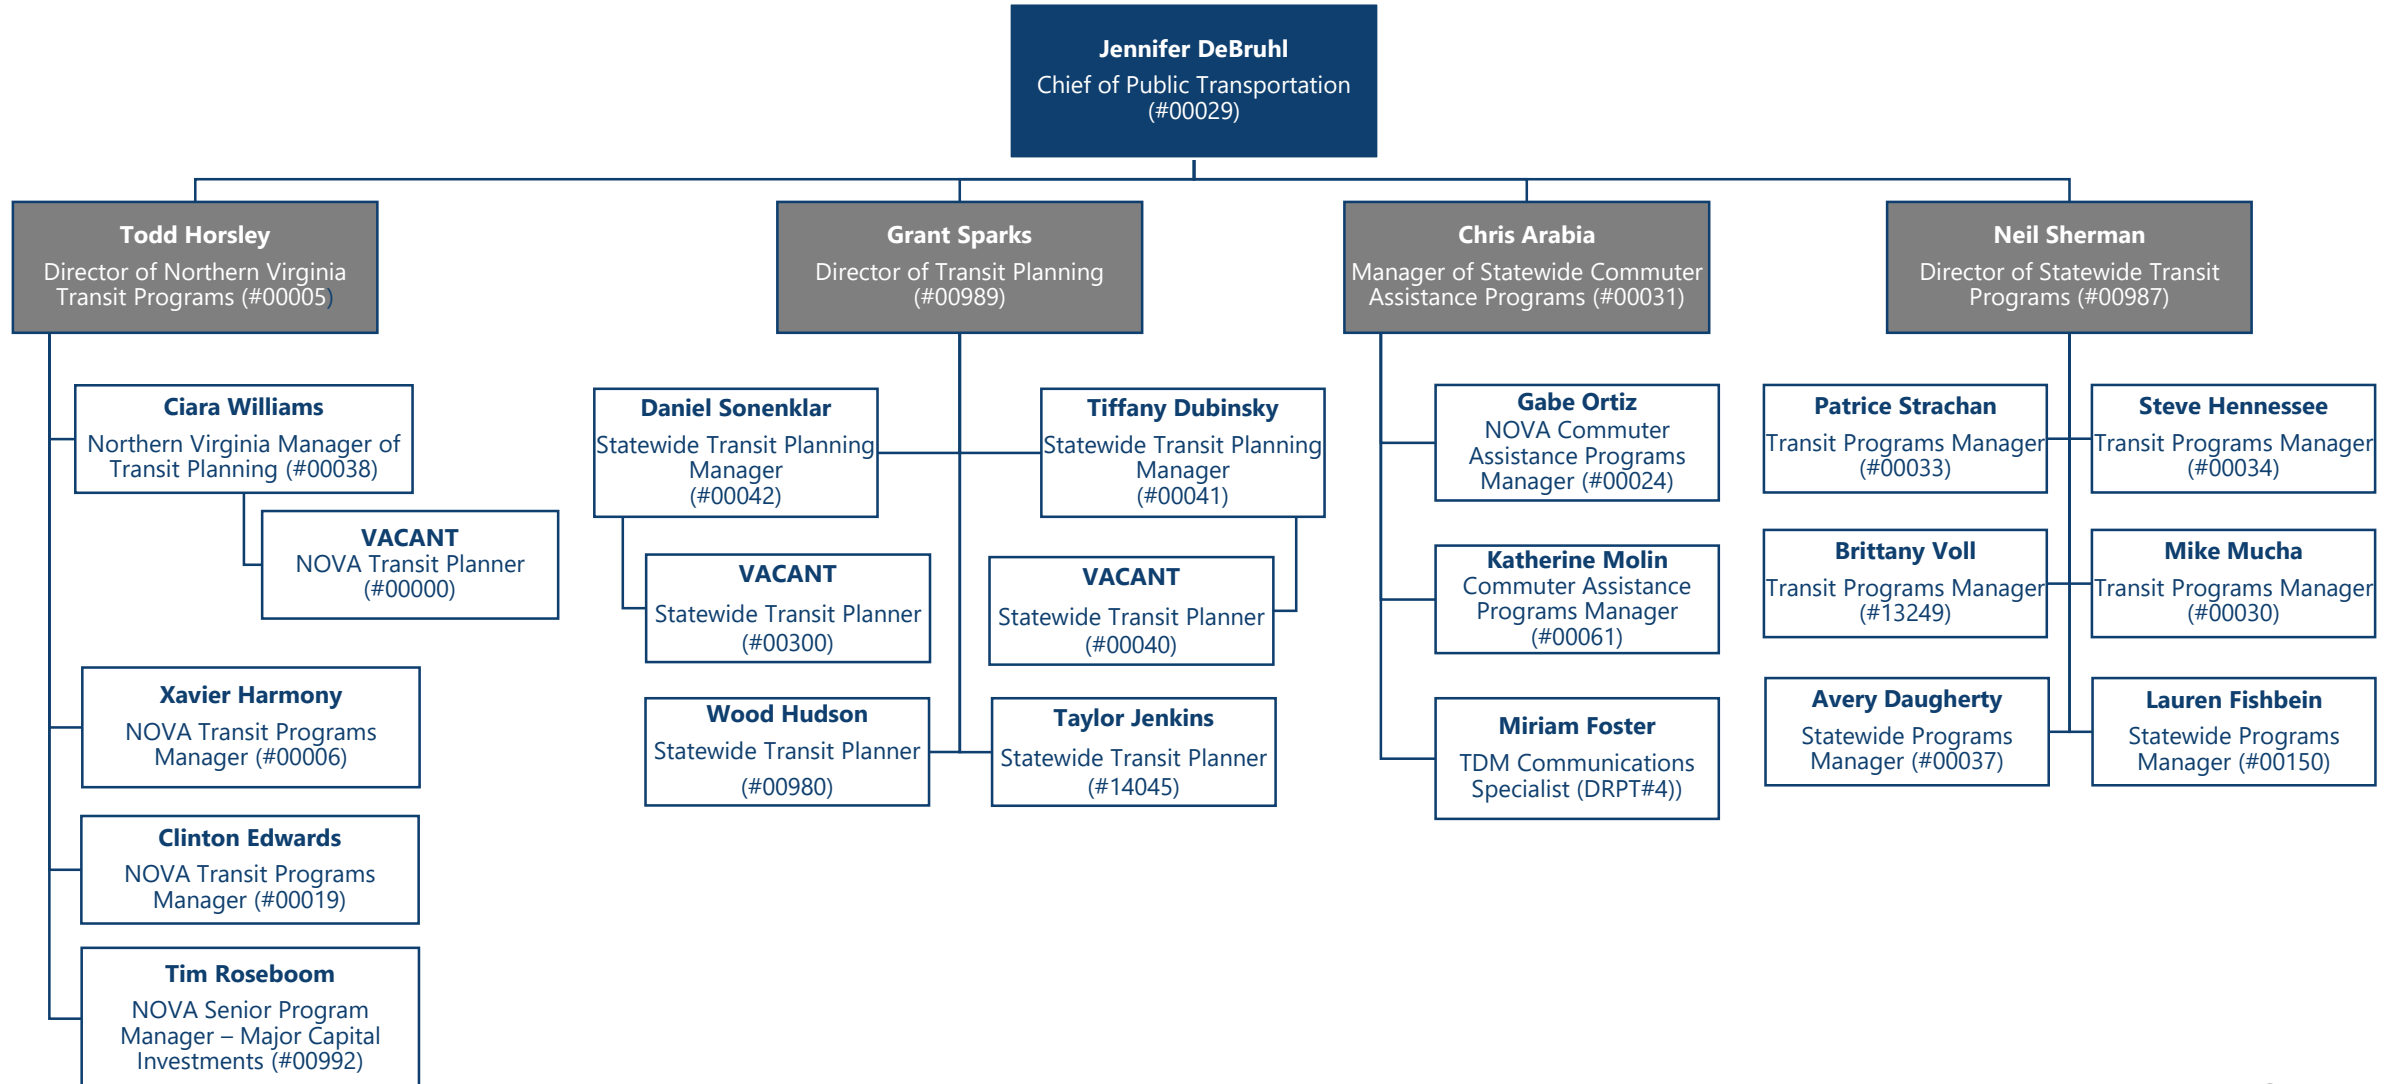 Jennifer DeBruhl
Chief of Public Transportation
(#00029)
Todd Horsley
Director of Northern Virginia
Transit Programs (#00005)
Grant Sparks
Director of Transit Planning
(#00989)
Chris Arabia
Manager of Statewide Commuter
Assistance Programs (#00031)
Neil Sherman
Director of Statewide Transit
Programs (#00987)
Ciara Williams
Northern Virginia Manager of
Transit Planning (#00038)
VACANT
NOVA Transit Planner
(#00000)
Xavier Harmony
NOVA Transit Programs
Manager (#00006)
Clinton Edwards
NOVA Transit Programs
Manager (#00019)
Tim Roseboom
NOVA Senior Program
Manager – Major Capital
Investments (#00992)
Daniel Sonenklar
Statewide Transit Planning
Manager
(#00042)
Tiffany Dubinsky
Statewide Transit Planning
Manager
(#00041)
VACANT
Statewide Transit Planner
(#00300)
VACANT
Statewide Transit Planner
(#00040)
Wood Hudson
Statewide Transit Planner
(#00980)
Taylor Jenkins
Statewide Transit Planner
(#14045)
Gabe Ortiz
NOVA Commuter
Assistance Programs
Manager (#00024)
Katherine Molin
Commuter Assistance
Programs Manager
(#00061)
Miriam Foster
TDM Communications
Specialist (DRPT#4))
Patrice Strachan
Transit Programs Manager
(#00033)
Steve Hennessee
Transit Programs Manager
(#00034)
Brittany Voll
Transit Programs Manager
(#13249)
Mike Mucha
Transit Programs Manager
(#00030)
Avery Daugherty
Statewide Programs
Manager (#00037)
Lauren Fishbein
Statewide Programs
Manager (#00150)